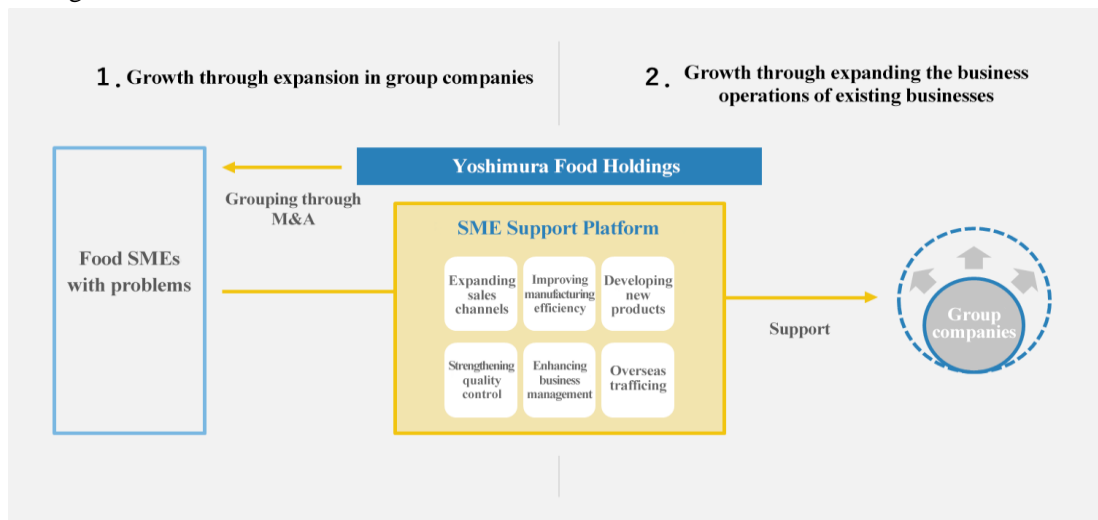 1. Growth through expansion in group companies
2. Growth through expanding the business
operations of existing businesses
Yoshimura Food Holdings
Grouping through
M&A
Food SMEs
with problems
SME Support Platform
Expanding
sales
channels
Improving
manufacturing
efficiency
Developing
new
products
Strengthening
quality
control
Enhancing
business
management
Overseas
trafficing
Support
Group
companies